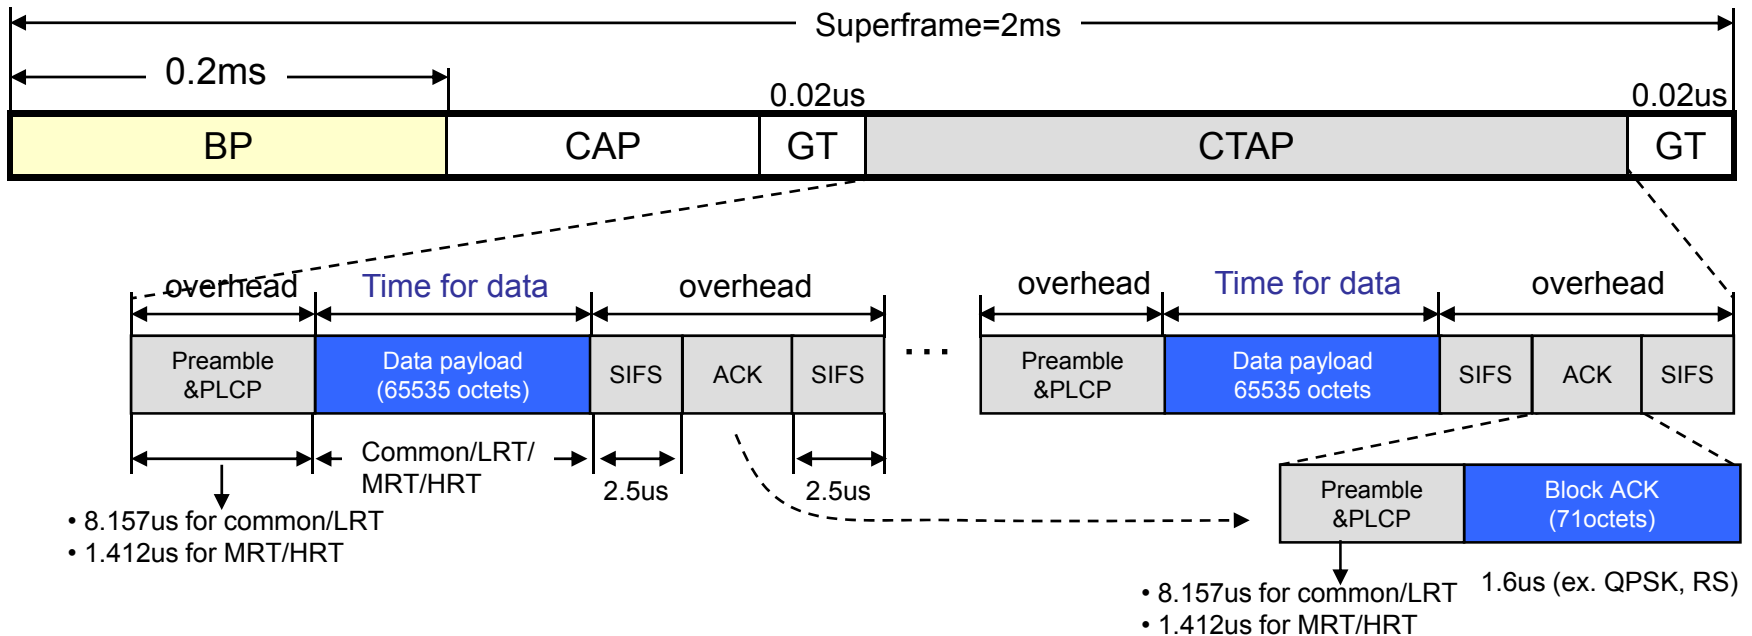 Superframe=2ms
0.2ms
0.02us
0.02us
BP
CAP
GT
CTAP
GT
overhead
Time for data
overhead
overhead
Time for data
overhead
Preamble
&PLCP
Data payload
(65535 octets)
SIFS
ACK
SIFS
...
Preamble
&PLCP
Data payload
65535 octets
SIFS
ACK
SIFS
Common/LRT/
MRT/HRT
2.5us
2.5us
• 8.157us for common/LRT
• 1.412us for MRT/HRT
Preamble
&PLCP
Block ACK
(71octets)
1.6us (ex. QPSK, RS)
• 8.157us for common/LRT
• 1.412us for MRT/HRT